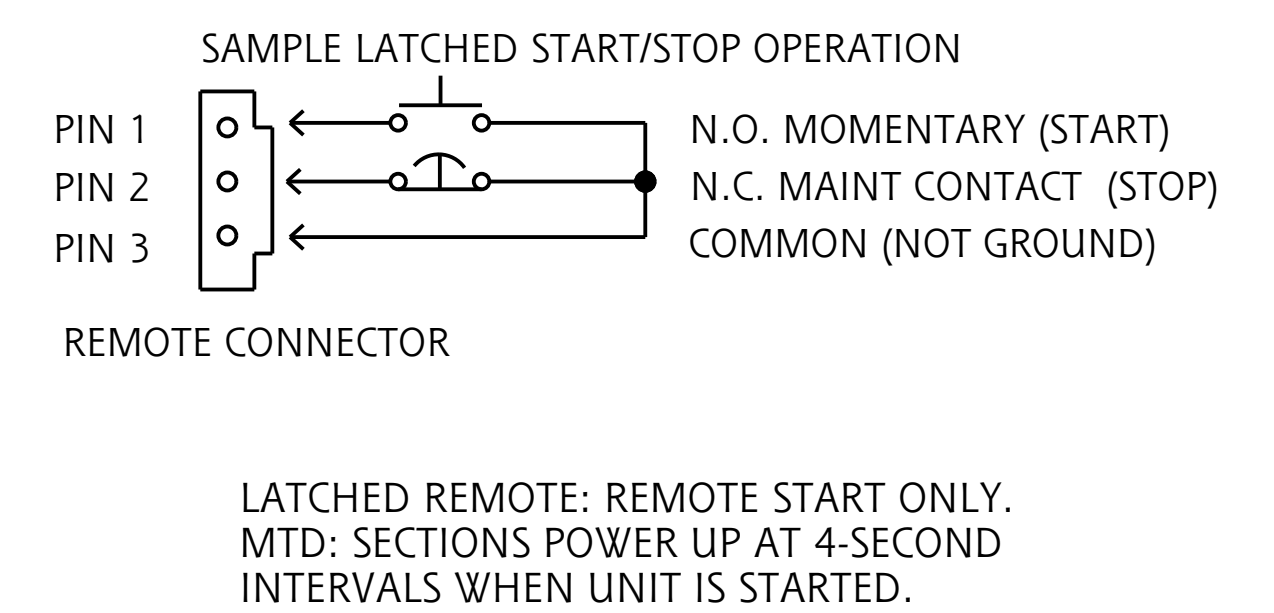 SAMPLE LATCHED START/STOP OPERATION
PIN 1
N.O. MOMENTARY (START)
PIN 2
N.C. MAINT CONTACT (STOP)
PIN 3
COMMON (NOT GROUND)
REMOTE CONNECTOR
LATCHED REMOTE: REMOTE START ONLY.
MTD: SECTIONS POWER UP AT 4-SECOND
INTERVALS WHEN UNIT IS STARTED.